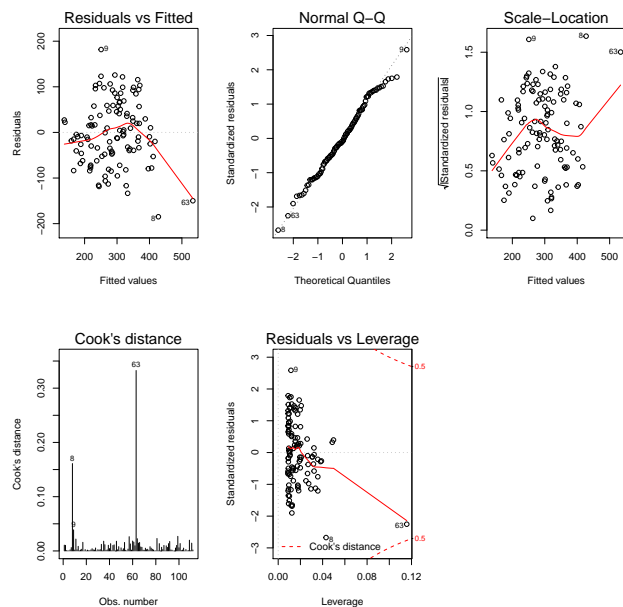 Residuals vs Fitted
Residuals
200
100
0
−100
−200
9
63
8
200 300 400 500
Fitted values
Normal Q−Q
Standardized residuals
3
2
1
0
−1
−2
9
63
8
−2 −1 0 1 2
Theoretical Quantiles
Scale−Location
√|Standardized residuals|
1.5
1.0
0.5
0.0
9
8
63
200 300 400 500
Fitted values
Cook's distance
Cook's distance
0.30
0.20
0.10
0.00
63
8
9
0 20 40 60 80 100
Obs. number
Residuals vs Leverage
Standardized residuals
3
2
1
0
−1
−2
−3
9
63
8
0.5
0.5
Cook's distance
0.00 0.04 0.08 0.12
Leverage